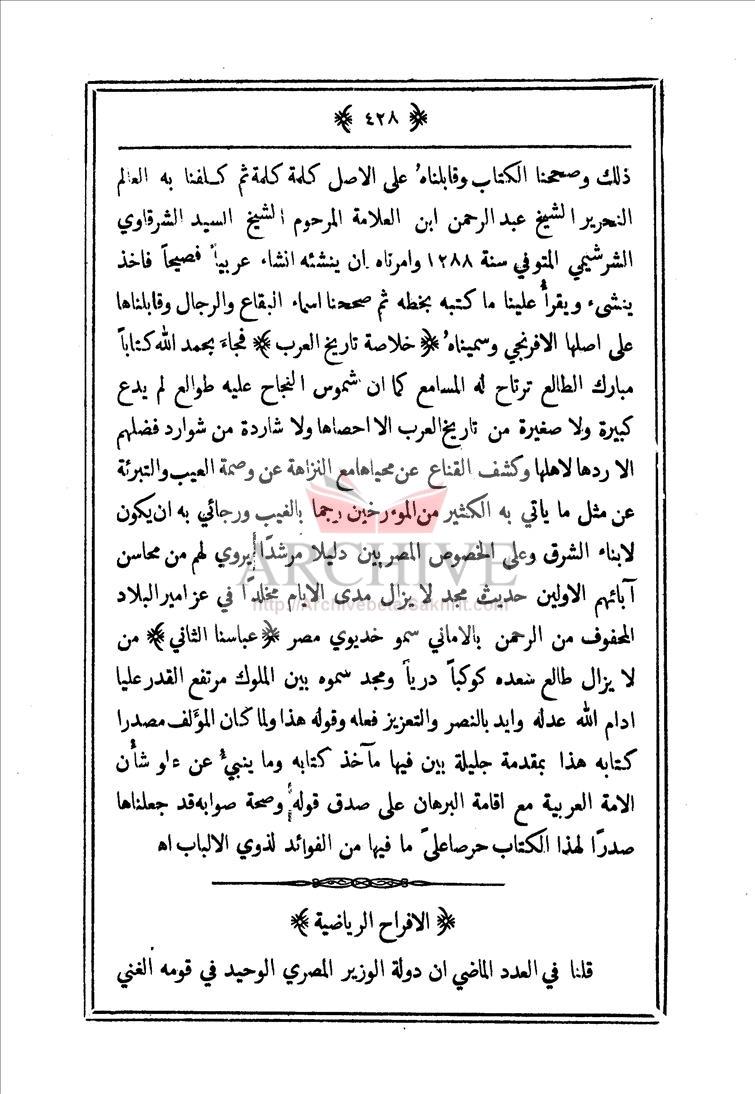 ﴿ ٤٢٨ ﴾
ذلك وصححنا الكتاب وقابلناهُ على الاصل كلمة كلمة ثم كلفنا به العالم
النحرير الشيخ عبد الرحمن ابن العلامة المرحوم الشيخ السيد الشرقاوي
الشرشيمي المتوفي سنة ١٢٨٨ وامرناه ان ينشئه انشاء عربياً فصيحاً فاخذ
ينشىء ويقرأُ علينا ما كتبه بخطه ثم صححنا اسماء البقاع والرجال وقابلناها
على اصلها الافرنجي وسميناهُ ﴿ خلاصة تاريخ العرب ﴾ فجاءَ بحمد الله كتاباً
مبارك الطالع ترتاح له المسامع كما ان شموس النجاح عليه طوالع لم يدع
كبيرة ولا صغيرة من تاريخ العرب الا احصاها ولا شاردة من شوارد فضلهم
الا ردها لاهلها وكشف القناع عن محياها مع النزاهة عن وصمة العيب والتبرئة
عن مثل ما ياتي به الكثير من الموءرخين رجما بالغيب ورجائي به ان يكون
لابناء الشرق وعلى الخصوص المصريين دليلا مرشدًا يروي لهم من محاسن
آبائهم الاولين حديث مجد لا يزال مدى الايام مخلدًا في عز امير البلاد
المحفوف من الرحمن بالاماني سمو خديوي مصر ﴿ عباسنا الثاني ﴾ من
لا يزال طالع سعده كوكباً درياً ومجد سموه بين الملوك مرتفع القدر عليا
ادام الله عدله وايد بالنصر والتعزيز فعله وقوله هذا ولما كان المؤلف مصدرا
كتابه هذا بمقدمة جليلة بين فيها مآخذ كتابه وما ينبيُّ عن علو شأن
الامة العربية مع اقامة البرهان على صدق قوله وصحة صوابه قد جعلناها
صدرًا لهذا الكتاب حرصا على ما فيها من الفوائد لذوي الالباب اه
﴿ الافراح الرياضية ﴾
قلنا في العدد الماضي ان دولة الوزير المصري الوحيد في قومه الغني
ARCHIVE
http://Archivebeta.Sakhrit.com